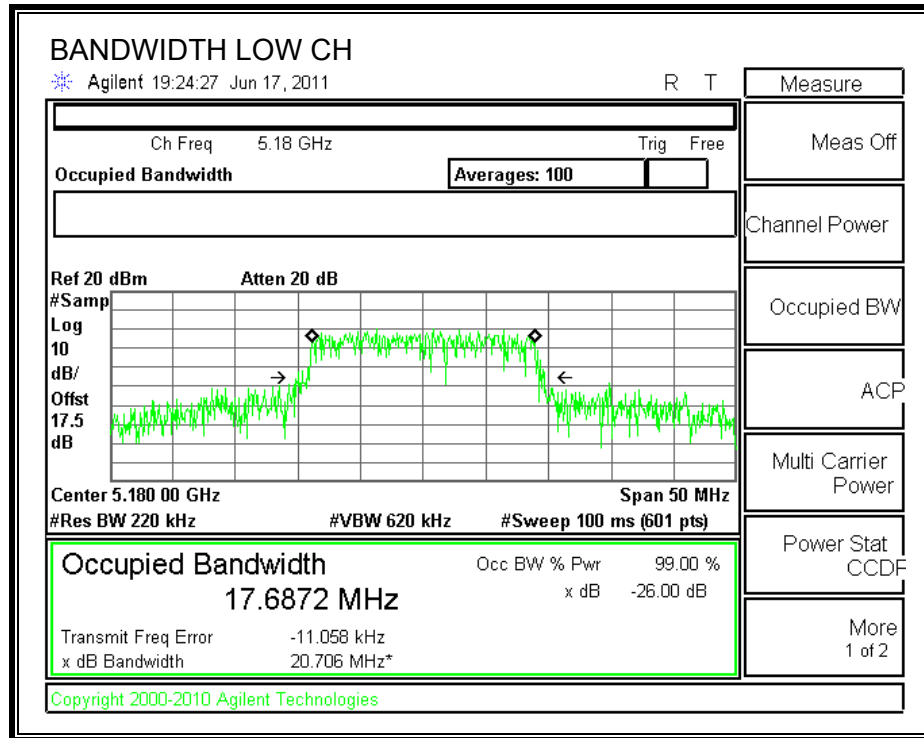 BANDWIDTH LOW CH
Agilent 19:24:27 Jun 17, 2011 R T
Measure
Ch Freq 5.18 GHz Trig Free
Meas Off
Occupied Bandwidth Averages: 100
Channel Power
Ref 20 dBm Atten 20 dB
#Samp
Log
10
dB/
Offst
17.5
dB
Occupied BW
ACP
Multi Carrier
Power
Center 5.180 00 GHz Span 50 MHz
#Res BW 220 kHz #VBW 620 kHz #Sweep 100 ms (601 pts)
Power Stat
CCDF
Occupied Bandwidth Occ BW % Pwr 99.00 %
17.6872 MHz x dB -26.00 dB
Transmit Freq Error -11.058 kHz
x dB Bandwidth 20.706 MHz*
More
1 of 2
Copyright 2000-2010 Agilent Technologies